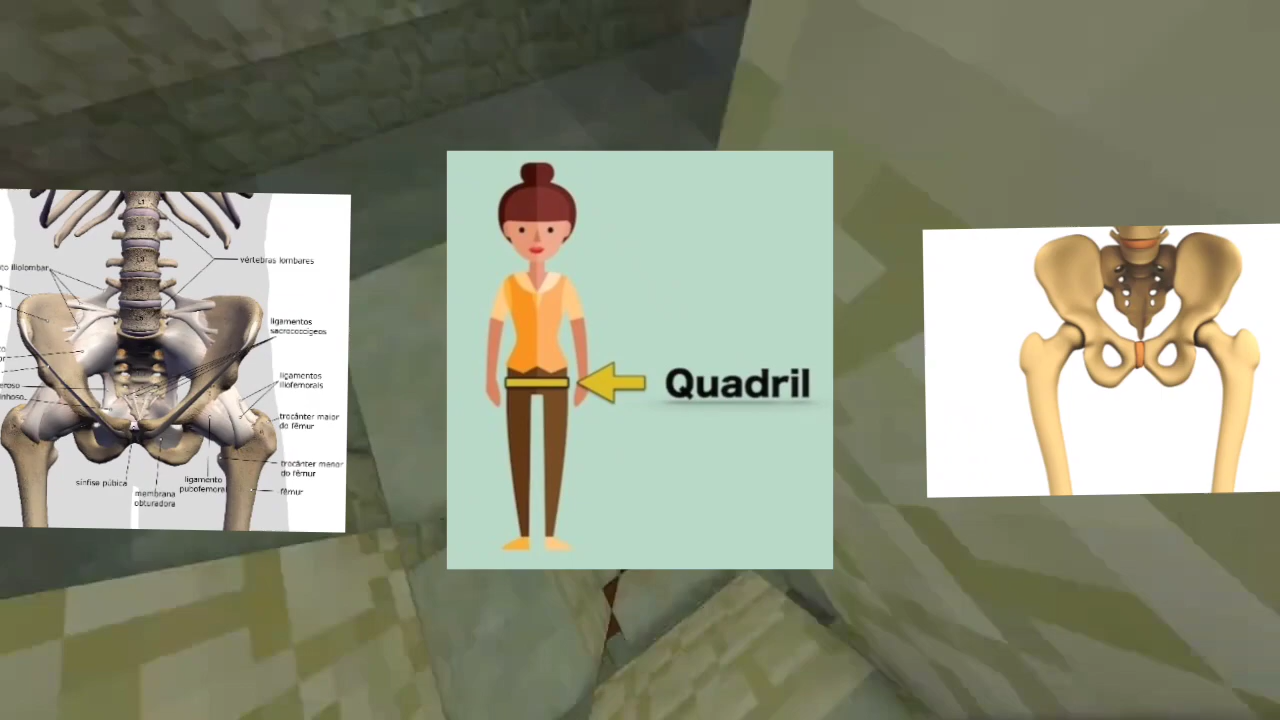 vértebras lombares
iliolombar
ligamentos
sacrococcígeos
ligamentos
iliofemorais
trocânter maior
do fêmur
trocânter menor
do fêmur
fêmur
ligamento
pubofemoral
sínfise púbica
membrana
obturadora
Quadril